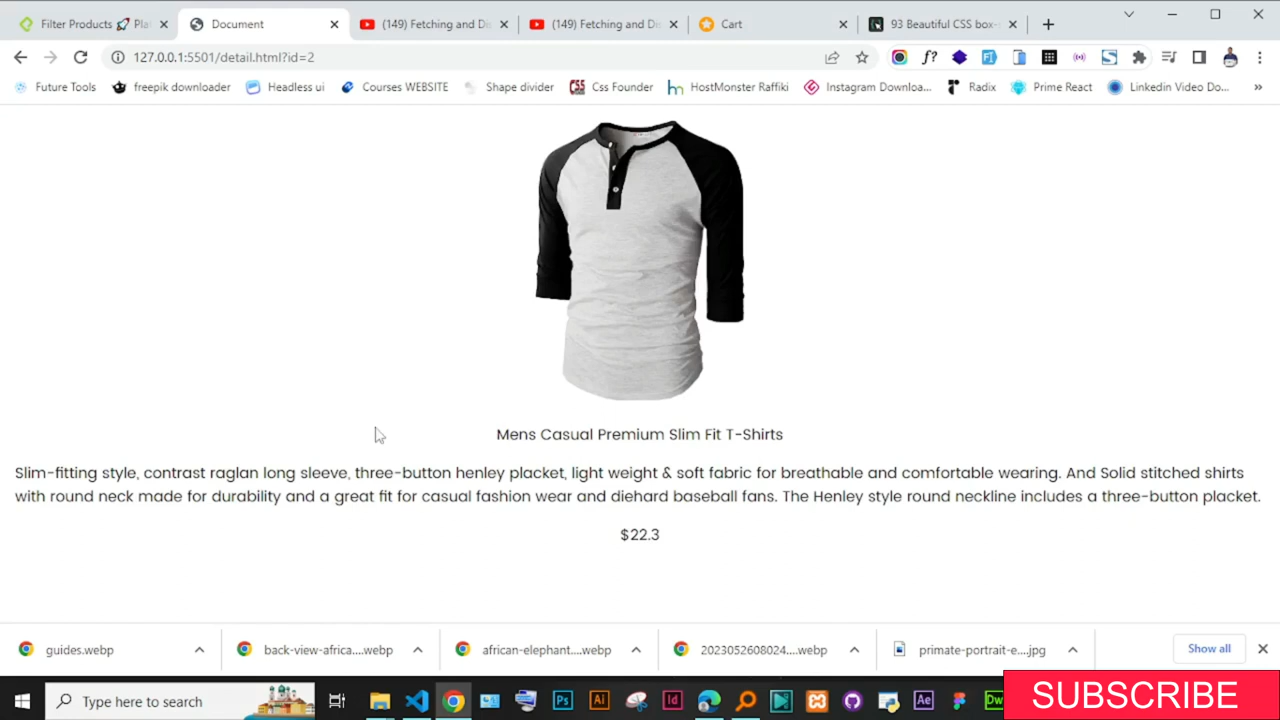 Filter Products 🚀 Pla
Document
(149) Fetching and Di
(149) Fetching and Di
Cart
93 Beautiful CSS box-
127.0.0.1:5501/detail.html?id=2
Future Tools
freepik downloader
Headless ui
Courses WEBSITE
Shape divider
Css Founder
HostMonster Raffiki
Instagram Downloa...
Radix
Prime React
Linkedin Video Do...
Mens Casual Premium Slim Fit T-Shirts
Slim-fitting style, contrast raglan long sleeve, three-button henley placket, light weight & soft fabric for breathable and comfortable wearing. And Solid stitched shirts
with round neck made for durability and a great fit for casual fashion wear and diehard baseball fans. The Henley style round neckline includes a three-button placket.
$22.3
guides.webp
back-view-africa....webp
african-elephant....webp
2023052608024....webp
primate-portrait-e....jpg
Show all
Type here to search
SUBSCRIBE